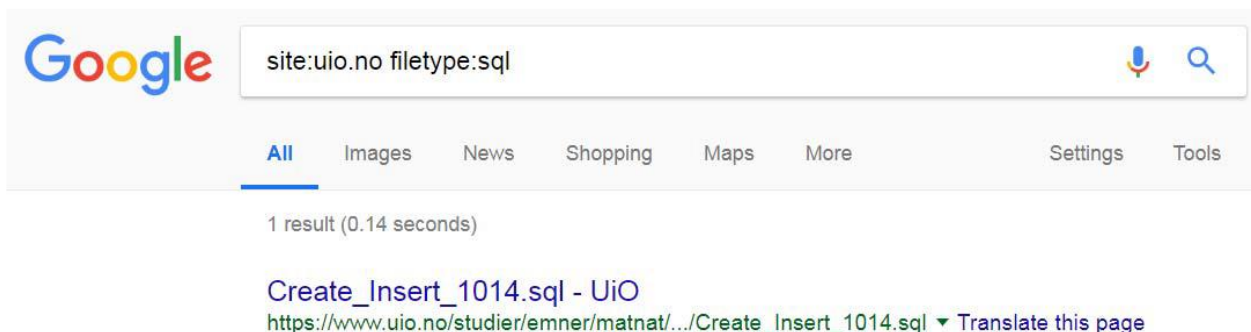 Google
site:uio.no filetype:sql
All Images News Shopping Maps More Settings Tools
1 result (0.14 seconds)
Create_Insert_1014.sql - UiO
https://www.uio.no/studier/emner/matnat/.../Create_Insert_1014.sql ▼ Translate this page